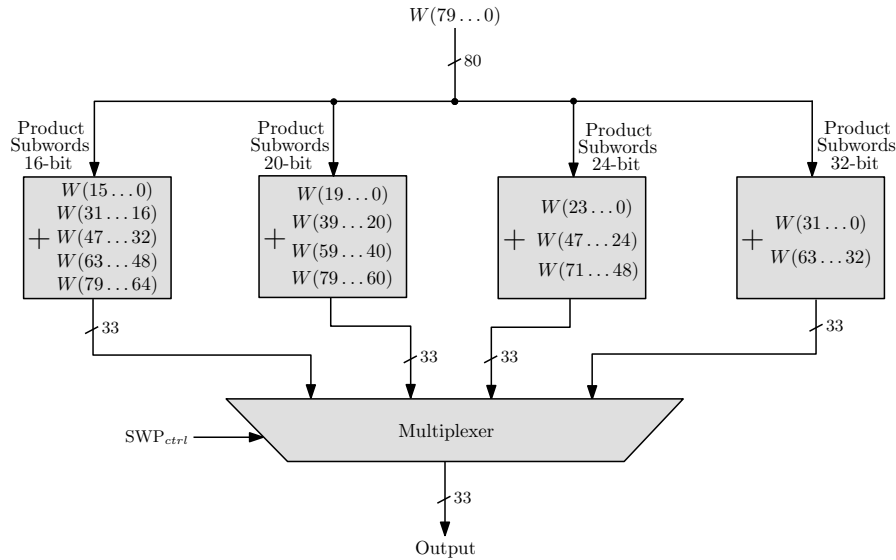 W(79...0)
80
Product
Subwords
16-bit
Product
Subwords
20-bit
Product
Subwords
24-bit
Product
Subwords
32-bit
+
W(15...0)
W(31...16)
W(47...32)
W(63...48)
W(79...64)
+
W(19...0)
W(39...20)
W(59...40)
W(79...60)
+
W(23...0)
W(47...24)
W(71...48)
+
W(31...0)
W(63...32)
33
33
33
33
SWP_ctrl
Multiplexer
33
Output